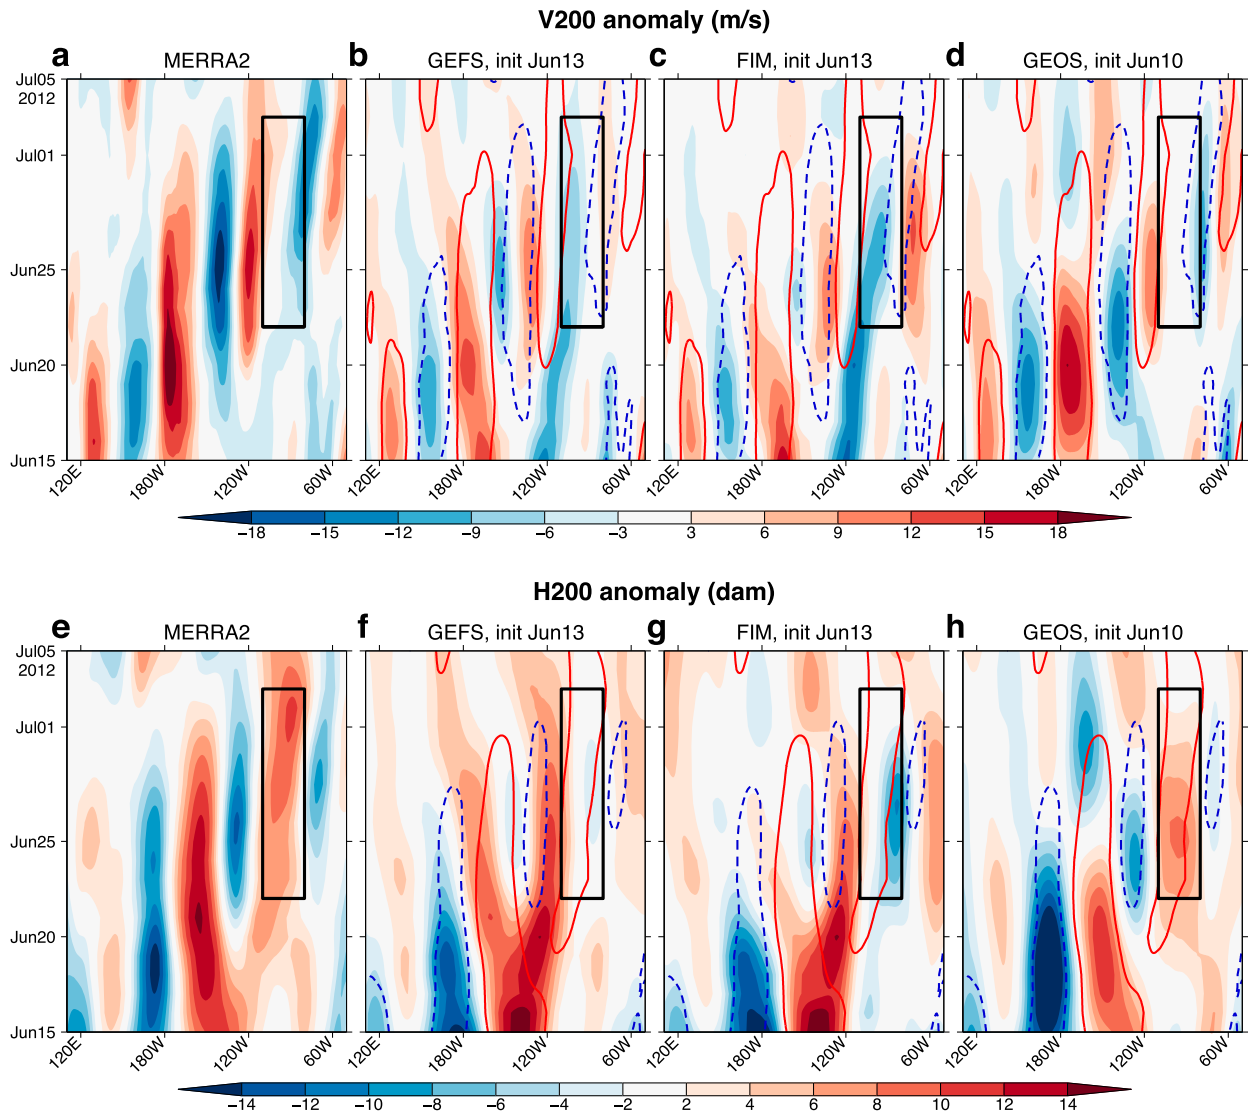 V200 anomaly (m/s)
a MERRA2
b GEFS, init Jun13
c FIM, init Jun13
d GEOS, init Jun10
Jul05
2012
Jul01
Jun25
Jun20
Jun15
120E 180W 120W 60W
120E 180W 120W 60W
120E 180W 120W 60W
120E 180W 120W 60W
−18 −15 −12 −9 −6 −3 3 6 9 12 15 18
H200 anomaly (dam)
e MERRA2
f GEFS, init Jun13
g FIM, init Jun13
h GEOS, init Jun10
Jul05
2012
Jul01
Jun25
Jun20
Jun15
120E 180W 120W 60W
120E 180W 120W 60W
120E 180W 120W 60W
120E 180W 120W 60W
−14 −12 −10 −8 −6 −4 −2 2 4 6 8 10 12 14